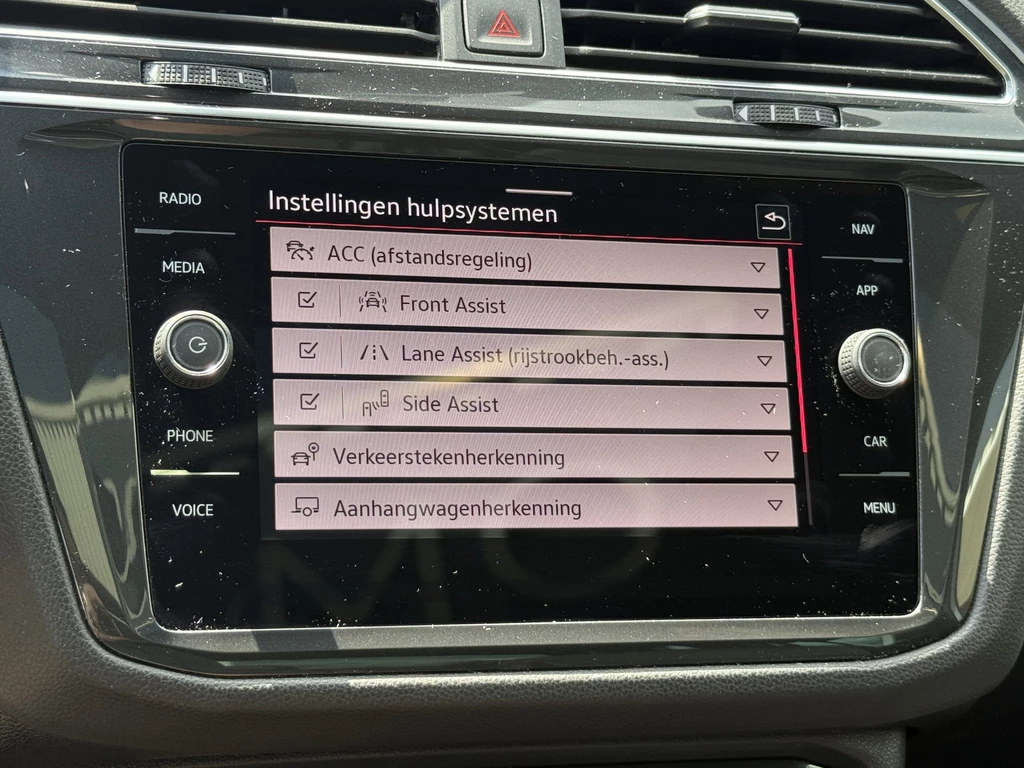 RADIO
MEDIA
PHONE
VOICE
Instellingen hulpsystemen
ACC (afstandsregeling)
Front Assist
Lane Assist (rijstrookbeh.-ass.)
Side Assist
Verkeerstekenherkenning
Aanhangwagenherkenning
NAV
APP
CAR
MENU